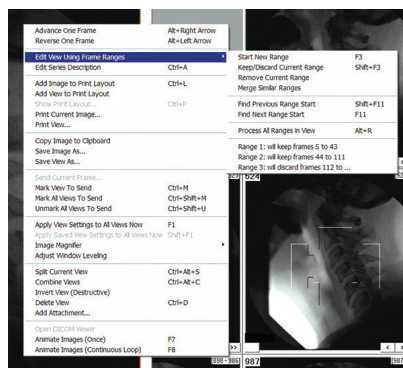 Advance One Frame Alt+Right Arrow
Reverse One Frame Alt+Left Arrow
Edit View Using Frame Ranges
Edit Series Description Ctrl+A
Add Image to Print Layout Ctrl+L
Add View to Print Layout
Show Print Layout... Ctrl+P
Print Current Image...
Print View...
Copy Image to Clipboard
Save Image As...
Save View As...
Send Current Frame...
Mark View To Send Ctrl+M
Mark All Views To Send Ctrl+Shift+M
Unmark All Views To Send Ctrl+Shift+U
Apply View Settings to All Views Now F1
Apply Saved View Settings to All Views Now Shift+F1
Image Magnifier
Adjust Window Leveling
Split Current View Ctrl+Alt+S
Combine Views Ctrl+Alt+C
Invert View (Destructive)
Delete View Ctrl+D
Add Attachment...
Open DICOM Viewer
Animate Images (Once) F7
Animate Images (Continuous Loop) F8
Start New Range F3
Keep/Discard Current Range Shift+F3
Remove Current Range
Merge Similar Ranges
Find Previous Range Start Shift+F11
Find Next Range Start F11
Process All Ranges in View Alt+R
Range 1: will keep frames 5 to 43
Range 2: will keep frames 44 to 111
Range 3: will discard frames 112 to ...
524
898 - 986
987